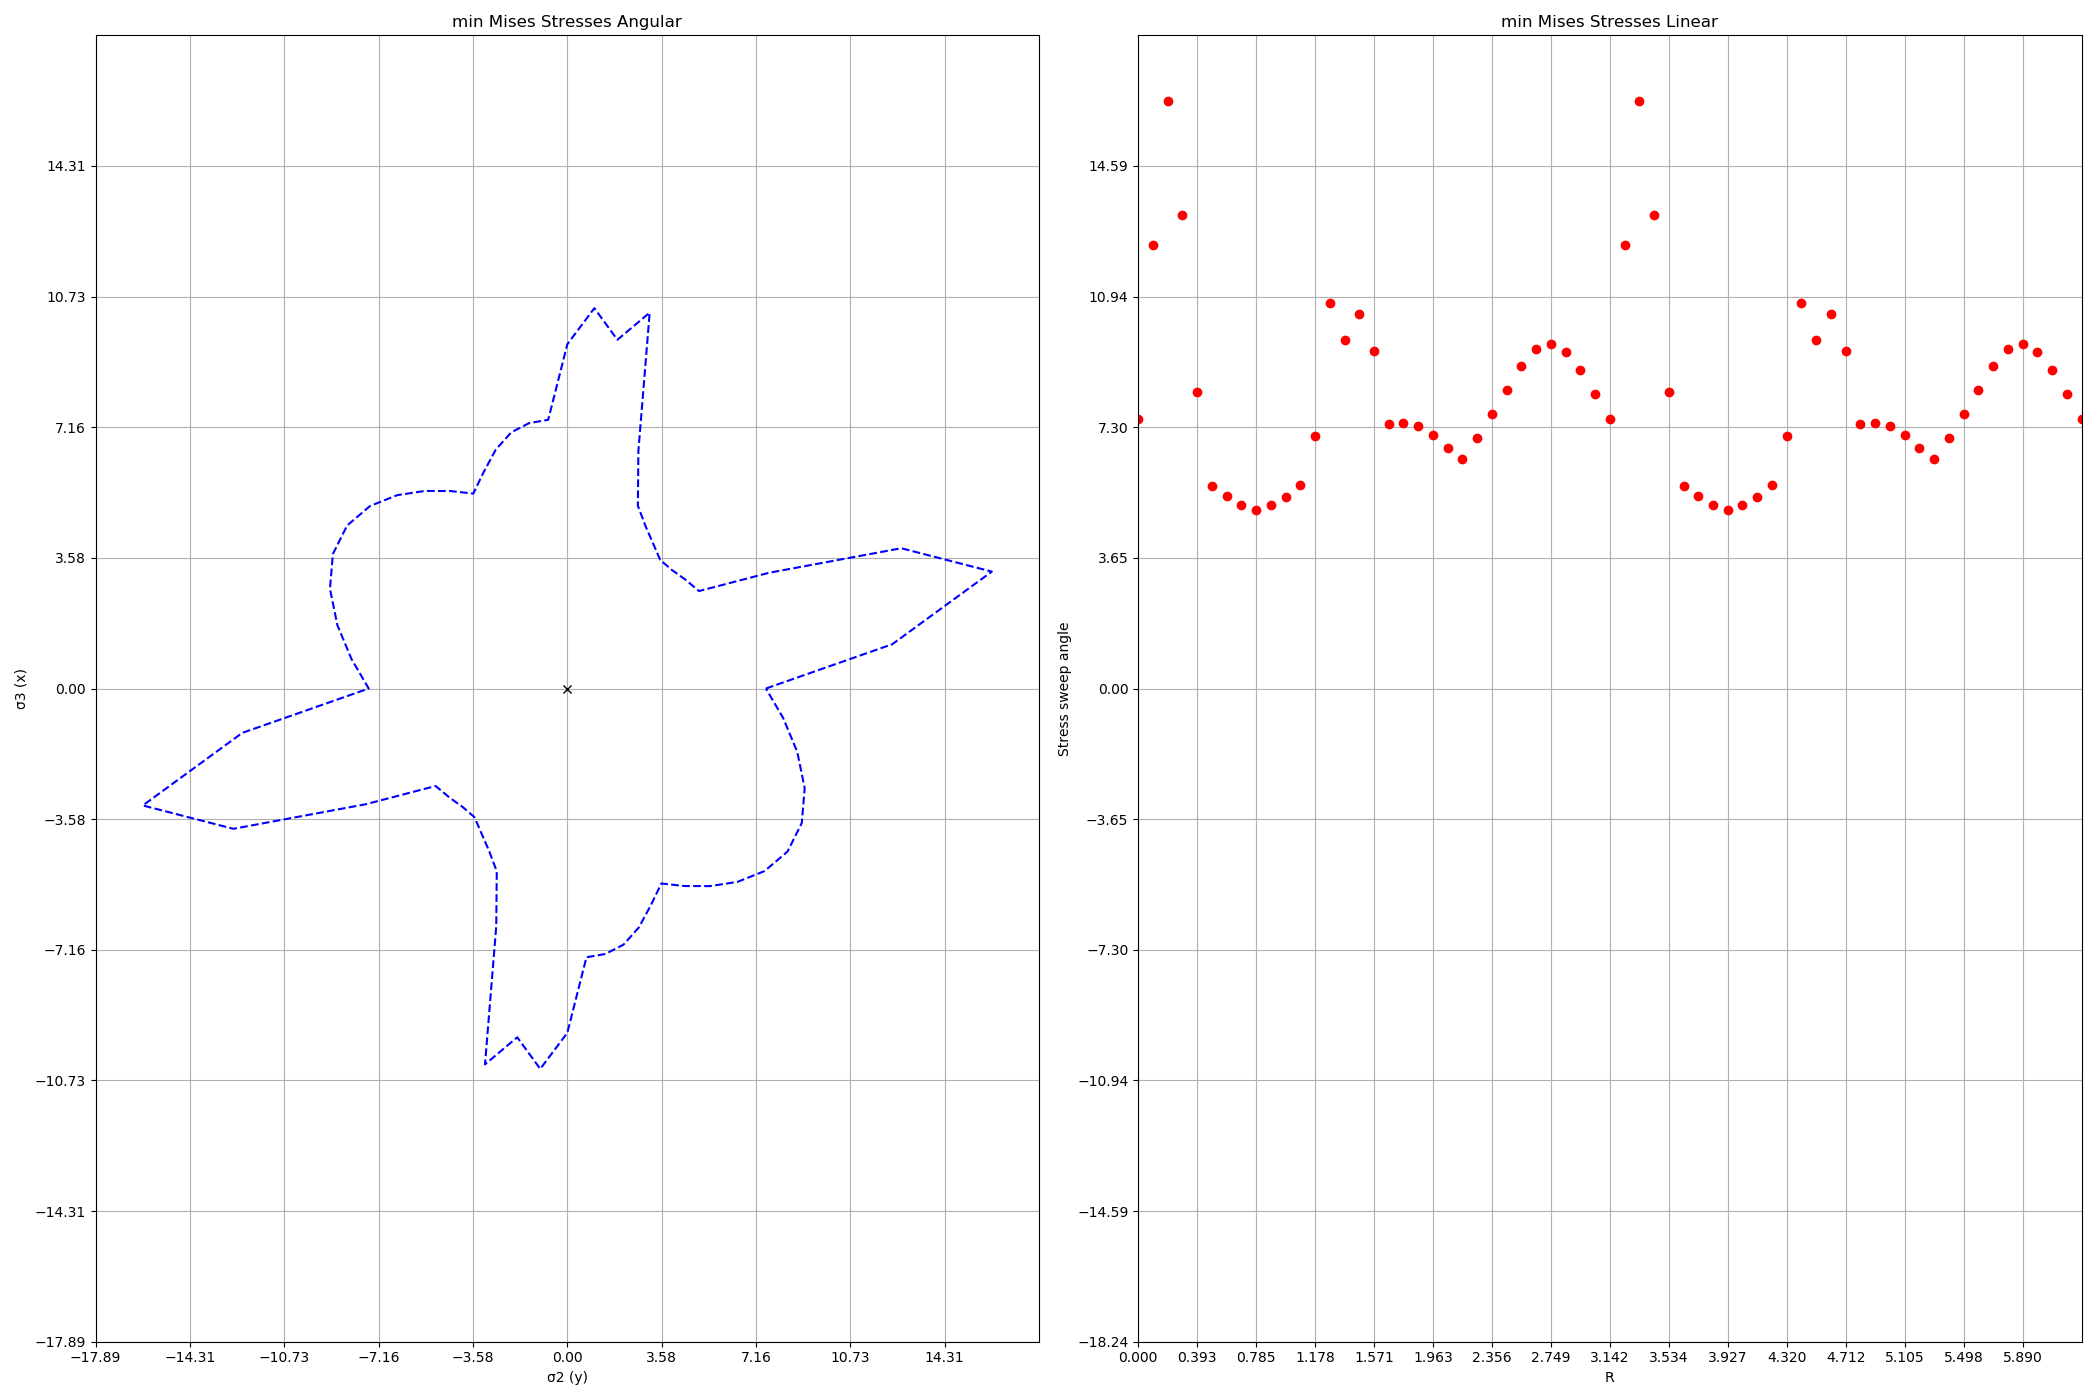 min Mises Stresses Angular
14.31
10.73
7.16
3.58
0.00
−3.58
−7.16
−10.73
−14.31
−17.89
σ3 (x)
−17.89 −14.31 −10.73 −7.16 −3.58 0.00 3.58 7.16 10.73 14.31
σ2 (y)
min Mises Stresses Linear
14.59
10.94
7.30
3.65
0.00
−3.65
−7.30
−10.94
−14.59
−18.24
Stress sweep angle
0.000 0.393 0.785 1.178 1.571 1.963 2.356 2.749 3.142 3.534 3.927 4.320 4.712 5.105 5.498 5.890
R